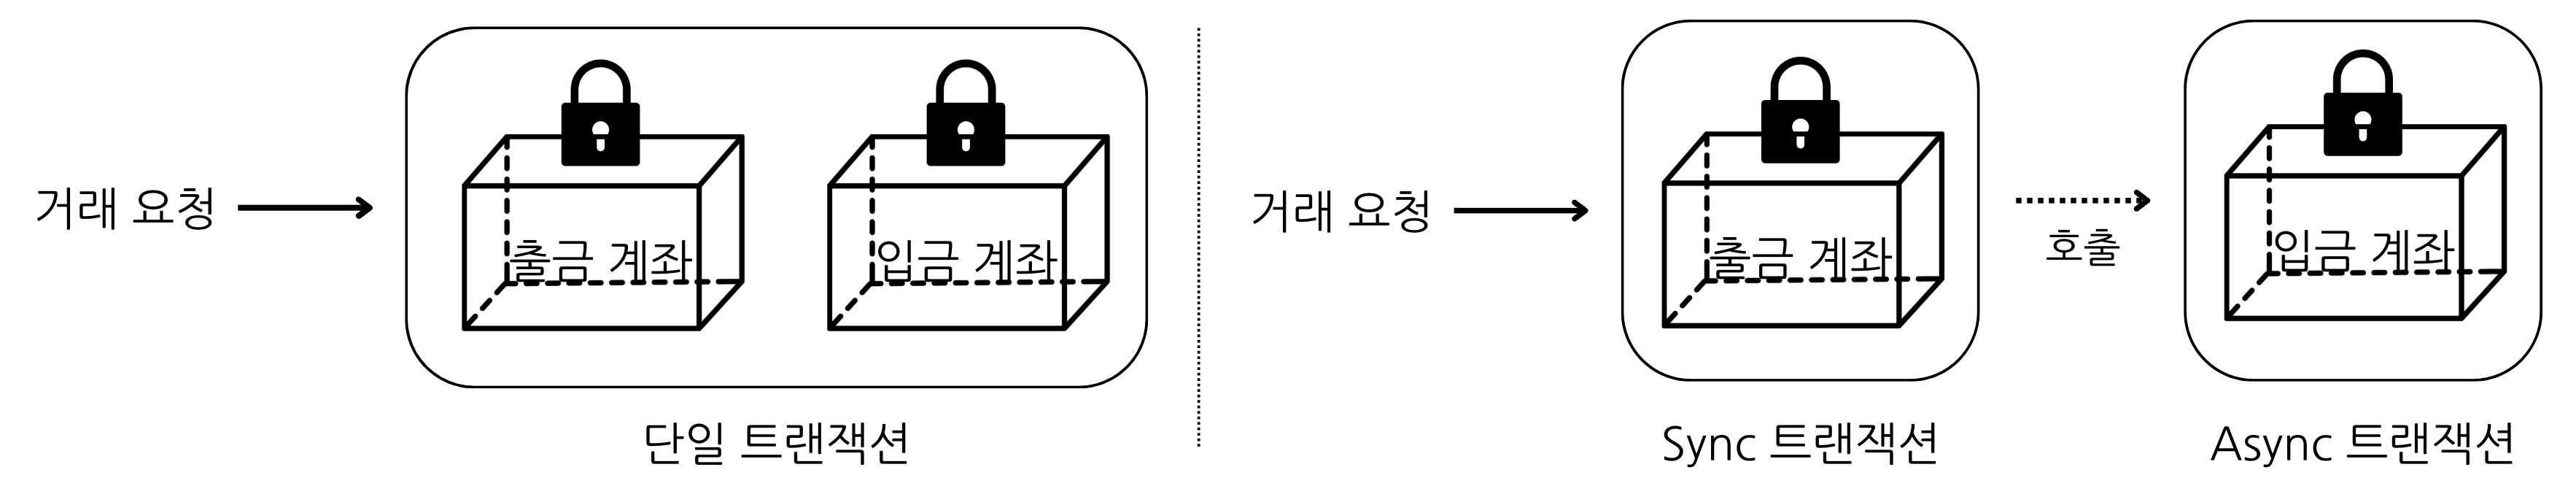 거래 요청
출금 계좌
입금 계좌
단일 트랜잭션
거래 요청
출금 계좌
호출
입금 계좌
Sync 트랜잭션
Async 트랜잭션